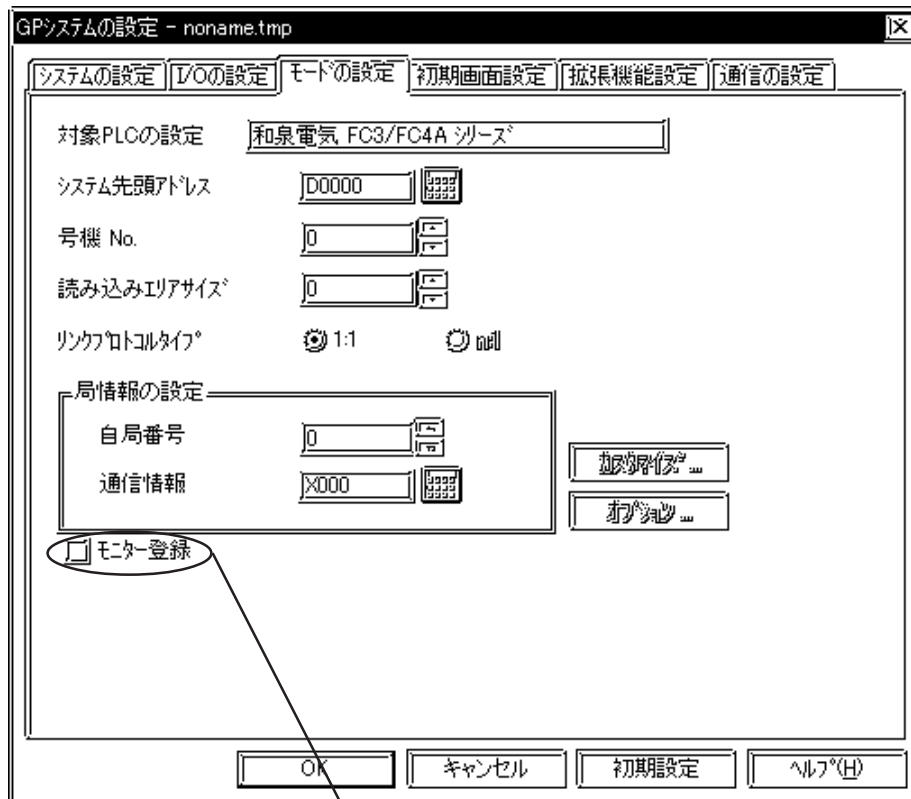 GPシステムの設定 - noname.tmp
システムの設定 I/Oの設定 モードの設定 初期画面設定 拡張機能設定 通信の設定
対象PLCの設定 和泉電気 FC3/FC4A シリーズ
システム先頭アドレス D0000
号機 No. 0
読み込みエリアサイズ 0
リンクプロトコルタイプ 1:1
局情報の設定
自局番号 0
通信情報 X000
カスタマイズ...
オプション...
モニター登録
OK キャンセル 初期設定 ヘルプ(H)